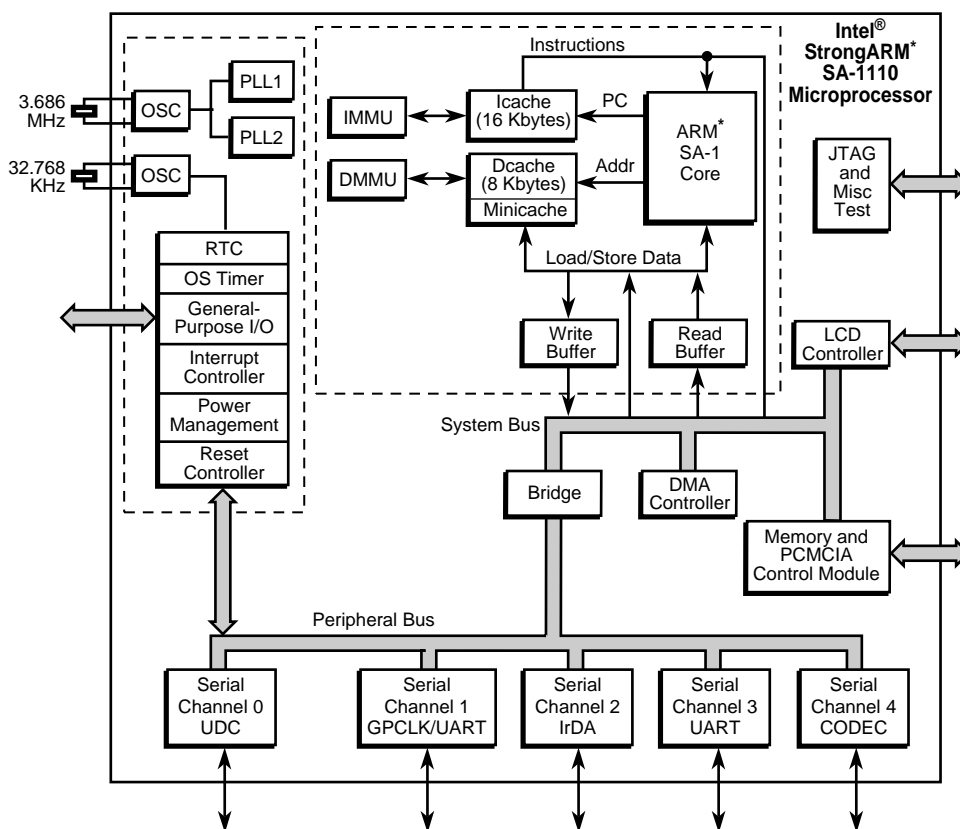 Intel®
StrongARM*
SA-1110
Microprocessor
3.686
MHz
OSC
PLL1
PLL2
32.768
KHz
OSC
RTC
OS Timer
General-
Purpose I/O
Interrupt
Controller
Power
Management
Reset
Controller
Instructions
IMMU
Icache
(16 Kbytes)
PC
ARM*
SA-1
Core
DMMU
Dcache
(8 Kbytes)
Minicache
Addr
Load/Store Data
Write
Buffer
Read
Buffer
JTAG
and
Misc
Test
LCD
Controller
System Bus
Bridge
DMA
Controller
Memory and
PCMCIA
Control Module
Peripheral Bus
Serial
Channel 0
UDC
Serial
Channel 1
GPCLK/UART
Serial
Channel 2
IrDA
Serial
Channel 3
UART
Serial
Channel 4
CODEC